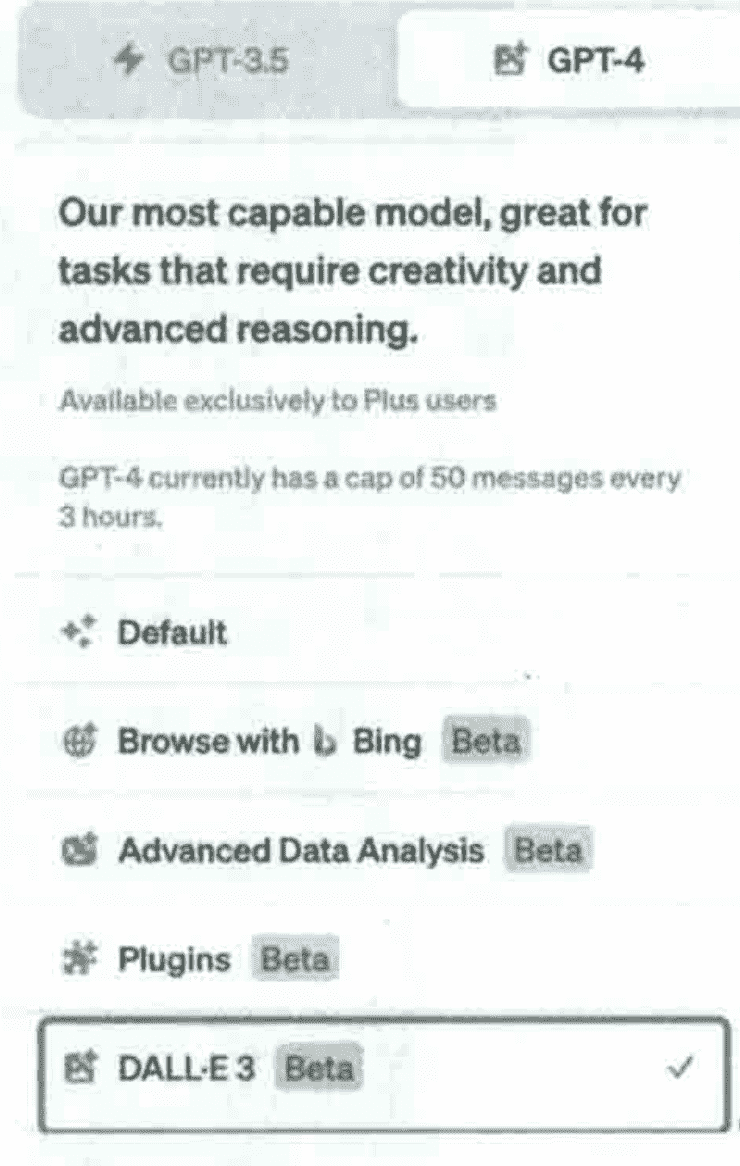 GPT-3.5
GPT-4
Our most capable model, great for
tasks that require creativity and
advanced reasoning.
Available exclusively to Plus users
GPT-4 currently has a cap of 50 messages every
3 hours.
Default
Browse with b Bing Beta
Advanced Data Analysis Beta
Plugins Beta
DALL·E 3 Beta